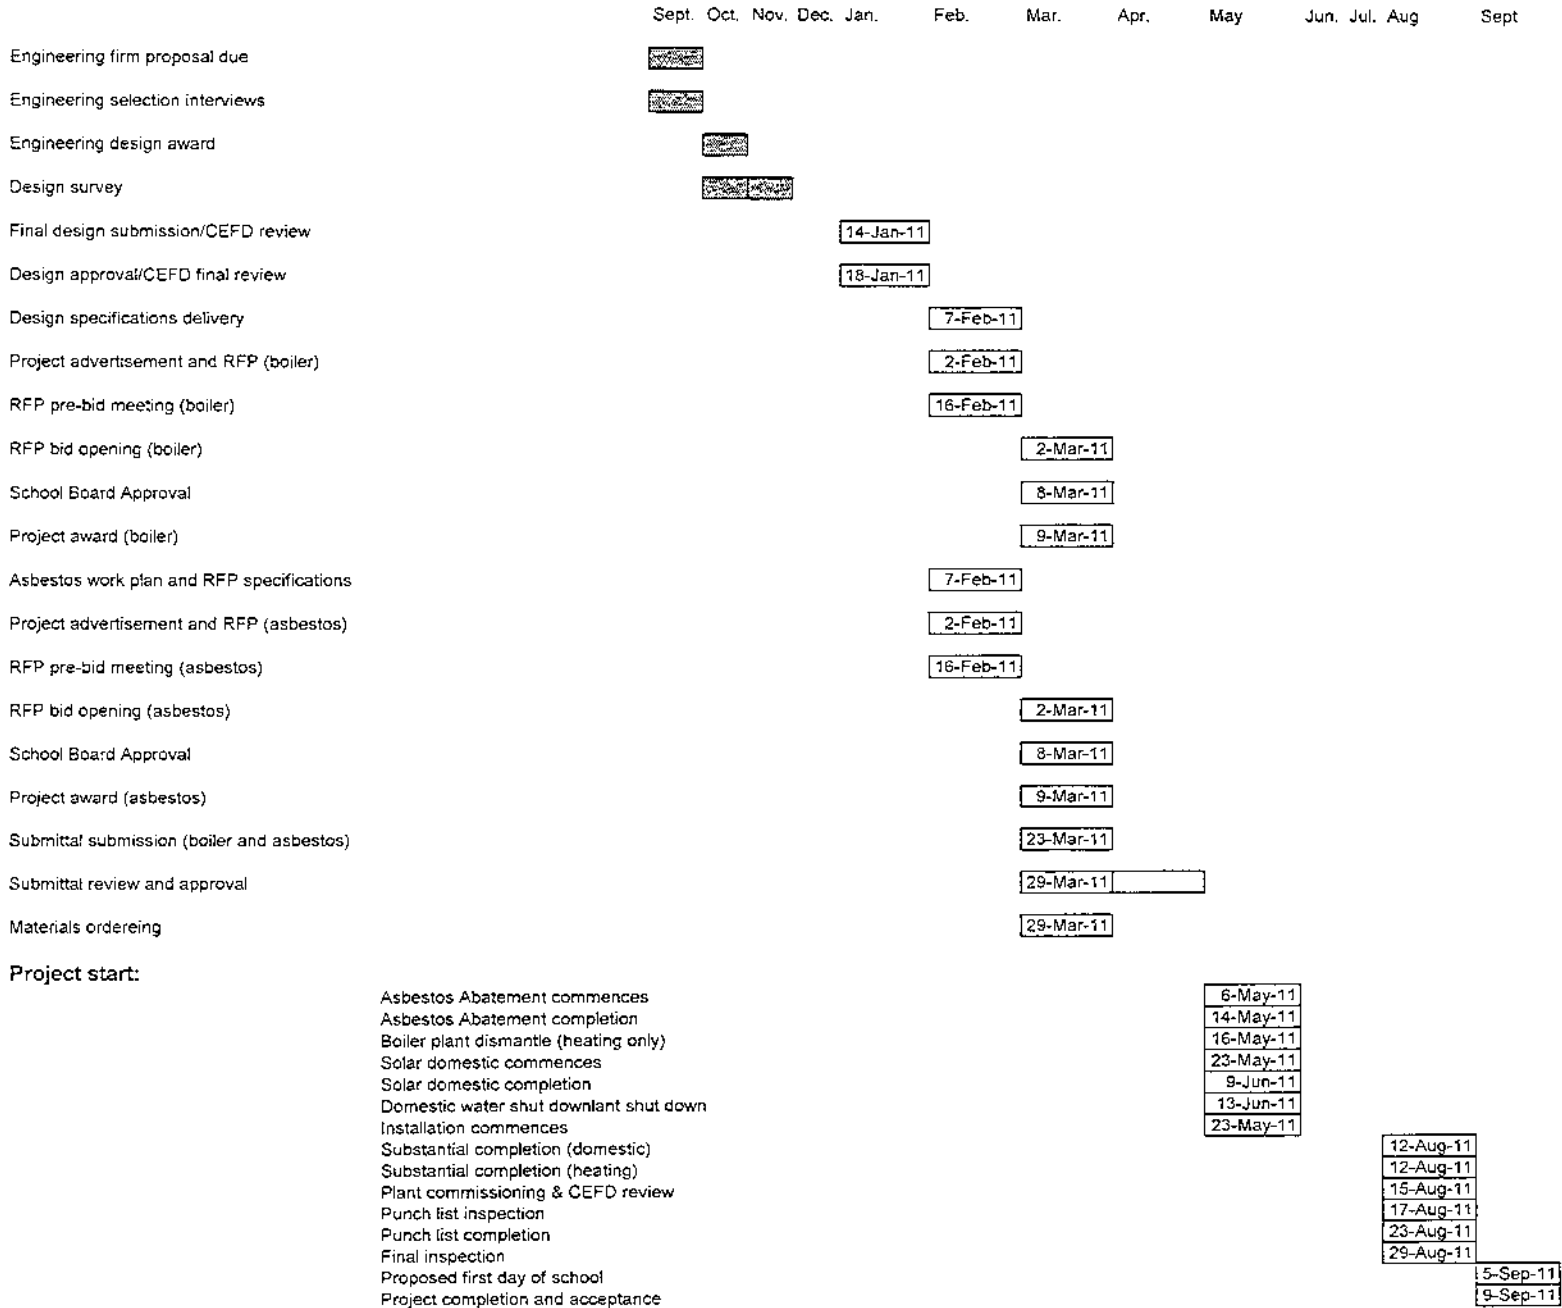 Sept. Oct. Nov. Dec. Jan. Feb. Mar. Apr. May Jun. Jul. Aug Sept
Engineering firm proposal due
Engineering selection interviews
Engineering design award
Design survey
Final design submission/CEFD review 14-Jan-11
Design approval/CEFD final review 18-Jan-11
Design specifications delivery 7-Feb-11
Project advertisement and RFP (boiler) 2-Feb-11
RFP pre-bid meeting (boiler) 16-Feb-11
RFP bid opening (boiler) 2-Mar-11
School Board Approval 8-Mar-11
Project award (boiler) 9-Mar-11
Asbestos work plan and RFP specifications 7-Feb-11
Project advertisement and RFP (asbestos) 2-Feb-11
RFP pre-bid meeting (asbestos) 16-Feb-11
RFP bid opening (asbestos) 2-Mar-11
School Board Approval 8-Mar-11
Project award (asbestos) 9-Mar-11
Submittal submission (boiler and asbestos) 23-Mar-11
Submittal review and approval 29-Mar-11
Materials ordereing 29-Mar-11
Project start:
Asbestos Abatement commences 6-May-11
Asbestos Abatement completion 14-May-11
Boiler plant dismantle (heating only) 16-May-11
Solar domestic commences 23-May-11
Solar domestic completion 9-Jun-11
Domestic water shut downlant shut down 13-Jun-11
Installation commences 23-May-11
Substantial completion (domestic) 12-Aug-11
Substantial completion (heating) 12-Aug-11
Plant commissioning & CEFD review 15-Aug-11
Punch list inspection 17-Aug-11
Punch list completion 23-Aug-11
Final inspection 29-Aug-11
Proposed first day of school 5-Sep-11
Project completion and acceptance 9-Sep-11